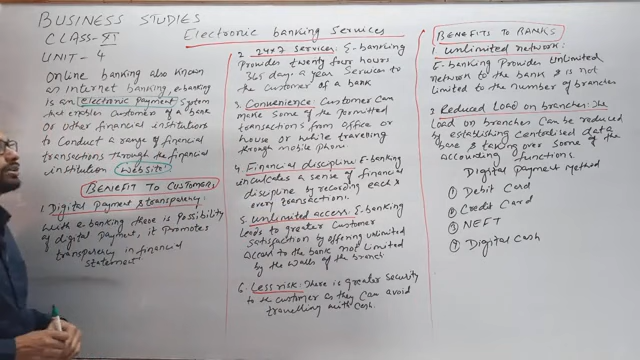 BUSINESS STUDIES
CLASS-XI
UNIT-4
Electronic banking Services
Online banking also known
an Internet banking, e-banking
is an electronic payment system
that enables customers of a bank
or other financial institutions
to conduct a range of financial
transactions through the financial
institution website
BENEFIT TO CUSTOMERS
1. Digital Payment & transparency:
with e-banking there is possibility
of digital payment, it promotes
transparency in financial
statement
2. 24x7 Services: E-banking
Provides twenty four hours
365 days a year Services to the
customer of a bank
3. Convenience: Customer can
make some of the permitted
transactions from office or
house or while traveling
through mobile phone
4. Financial discipline: E-banking
inculcates a sense of financial
discipline by recording each &
every transactions.
5. Unlimited access: E-banking
leads to greater customer
satisfaction by offering unlimited
access to the bank not limited
by the walls of the branch
6. Less risk: There is greater security
to the customer as they can avoid
travelling with cash.
BENEFITS TO BANKS
1. Unlimited network:
E-banking Provides Unlimited
network to the bank & is not
limited to the number of branches
2. Reduced Load on branches: The
Load on branches can be reduced
by establishing centralised data
base & taking over some of the
accounting functions.
Digital Payment Method
① Debit Card
② Credit Card
③ NEFT
④ Digital Cash